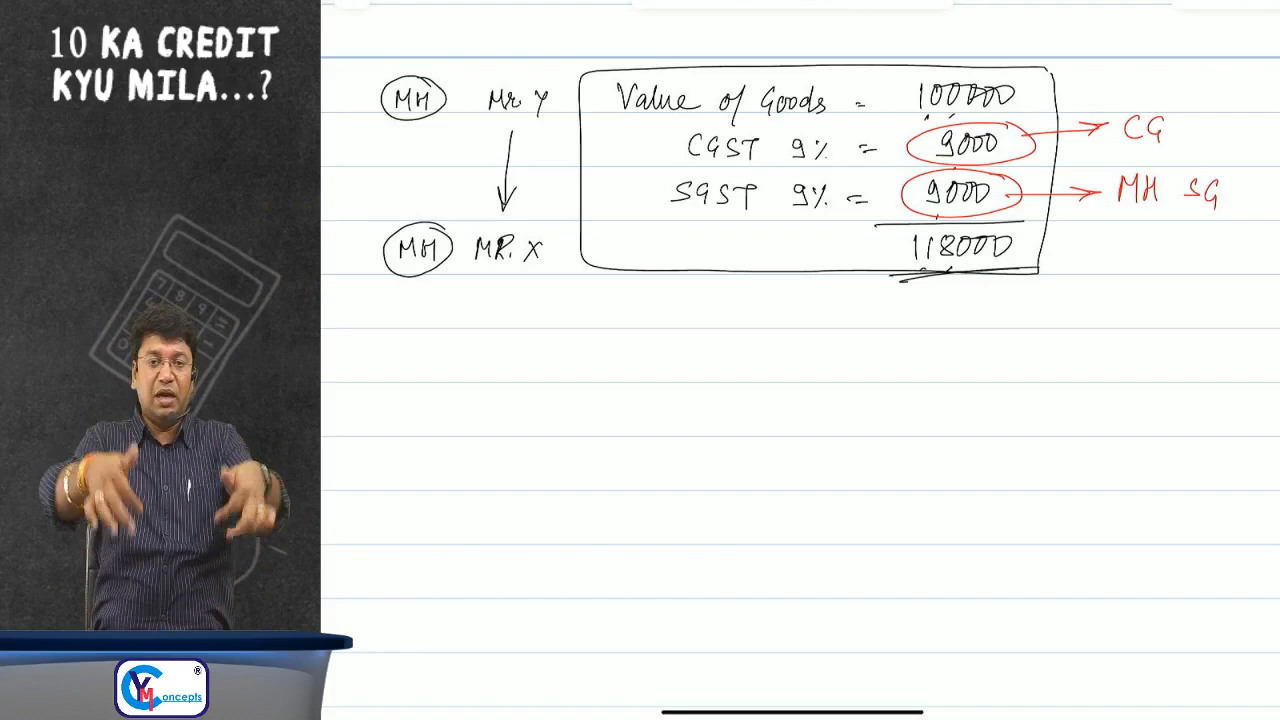 10 KA CREDIT
KYU MILA...?
MH Mr. Y
MH MR. X
Value of Goods = 100000
CGST 9% = 9000 → CG
SGST 9% = 9000 → MH SG
118000
CYM Concepts ®